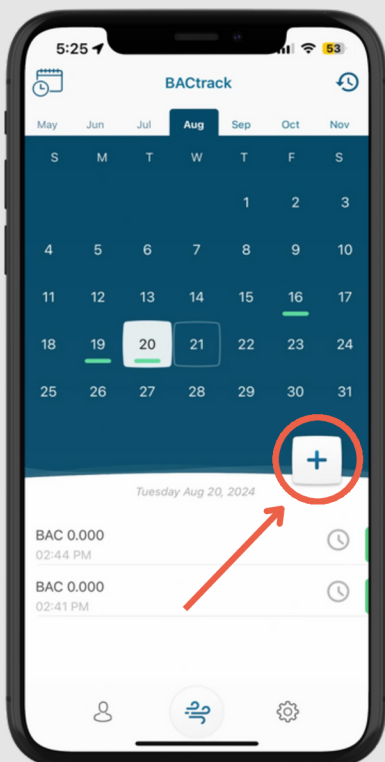 5:25 53
BACtrack
May Jun Jul Aug Sep Oct Nov
S M T W T F S
1 2 3
4 5 6 7 8 9 10
11 12 13 14 15 16 17
18 19 20 21 22 23 24
25 26 27 28 29 30 31
+
Tuesday Aug 20, 2024
BAC 0.000
02:44 PM
BAC 0.000
02:41 PM